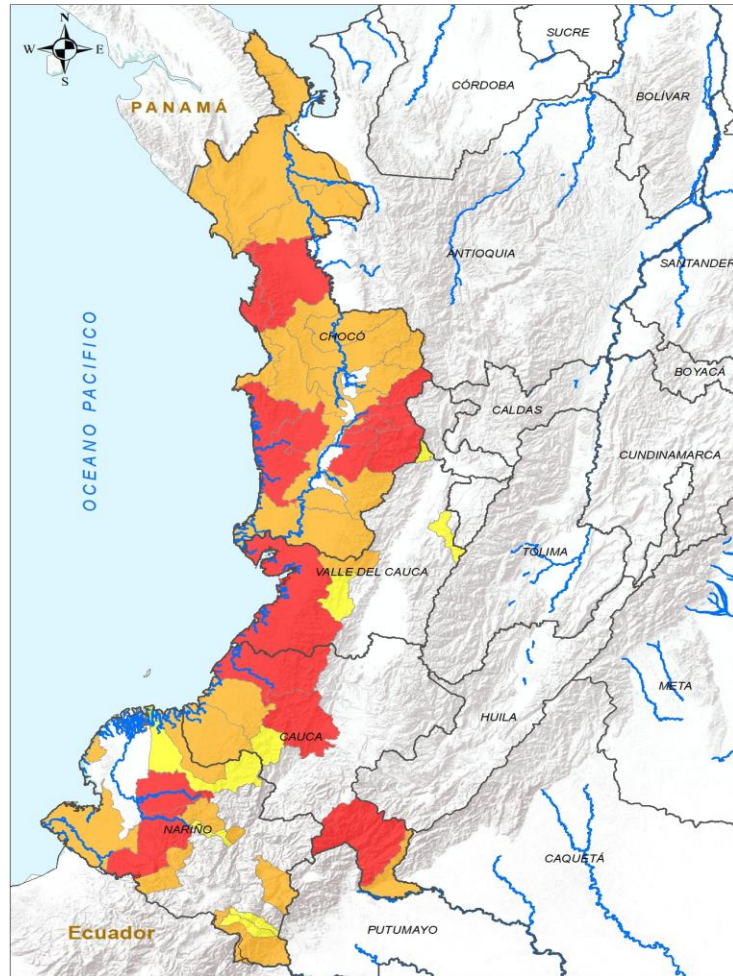 N
W E
S
SUCRE
CÓRDOBA
PANAMÁ
BOLÍVAR
ANTIOQUIA
SANTANDER
OCEANO PACIFICO
CHOCÓ
BOYACÁ
CALDAS
CUNDINAMARCA
TOLIMA
VALLE DEL CAUCA
META
HUILA
CAUCA
NARIÑO
CAQUETÁ
Ecuador
PUTUMAYO